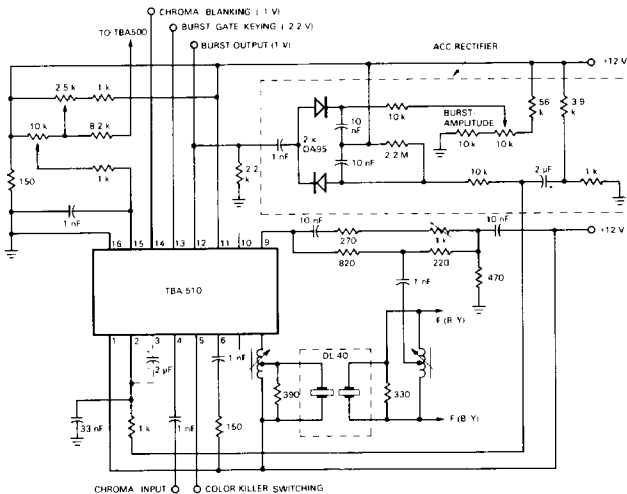 CHROMA BLANKING (-1 V)
BURST GATE KEYING (-2 2 V)
BURST OUTPUT (1 V)
TO TBA500
ACC RECTIFIER
+12 V
2 5 k
1 k
10 k
8.2 k
1 k
150
1 nF
1 nF
2 x
OA95
10
nF
10 nF
10 k
2 2 M
BURST-
AMPLITUDE
10 k
10 k
56
k
3 9
k
2 2
k
10 k
2 µF
1 k
16
15
14
13
12
11
10
9
TBA 510
1
2
3
4
5
6
10 nF
270
1 k
10 nF
+12 V
820
220
470
1 nF
2 µF
1 nF
DL 40
390
330
F (B Y)
F (B Y)
33 nF
1 k
1 nF
150
CHROMA INPUT
COLOR KILLER SWITCHING